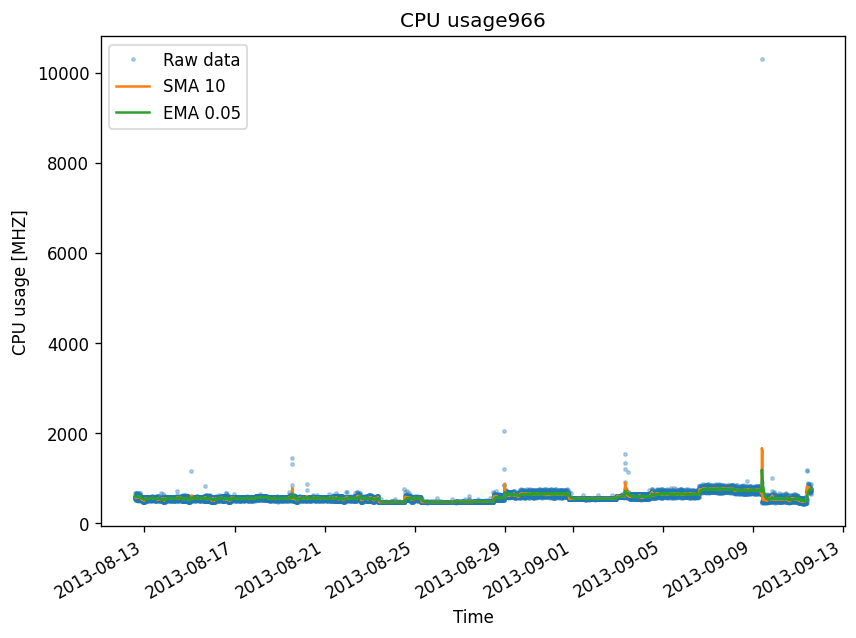 CPU usage966
Raw data
SMA 10
EMA 0.05
10000
8000
6000
4000
2000
0
CPU usage [MHZ]
2013-08-13
2013-08-17
2013-08-21
2013-08-25
2013-08-29
2013-09-01
2013-09-05
2013-09-09
2013-09-13
Time